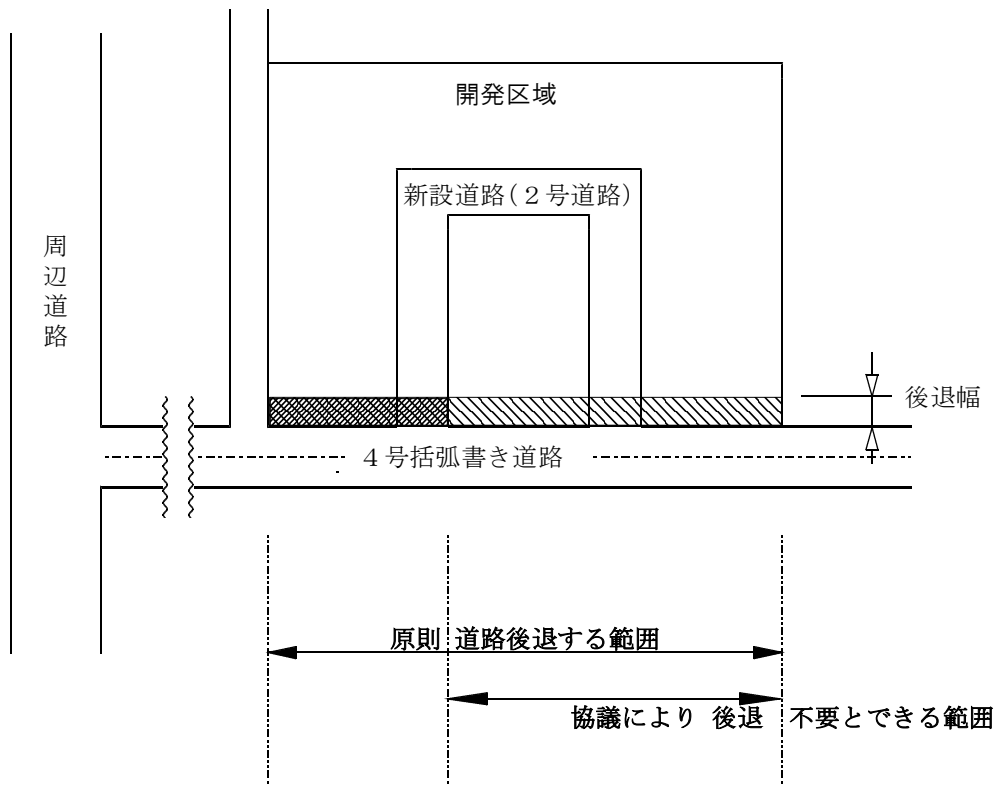 開発区域
新設道路(２号道路)
周辺道路
後退幅
４号括弧書き道路
原則 道路後退する範囲
協議により 後退 不要とできる範囲